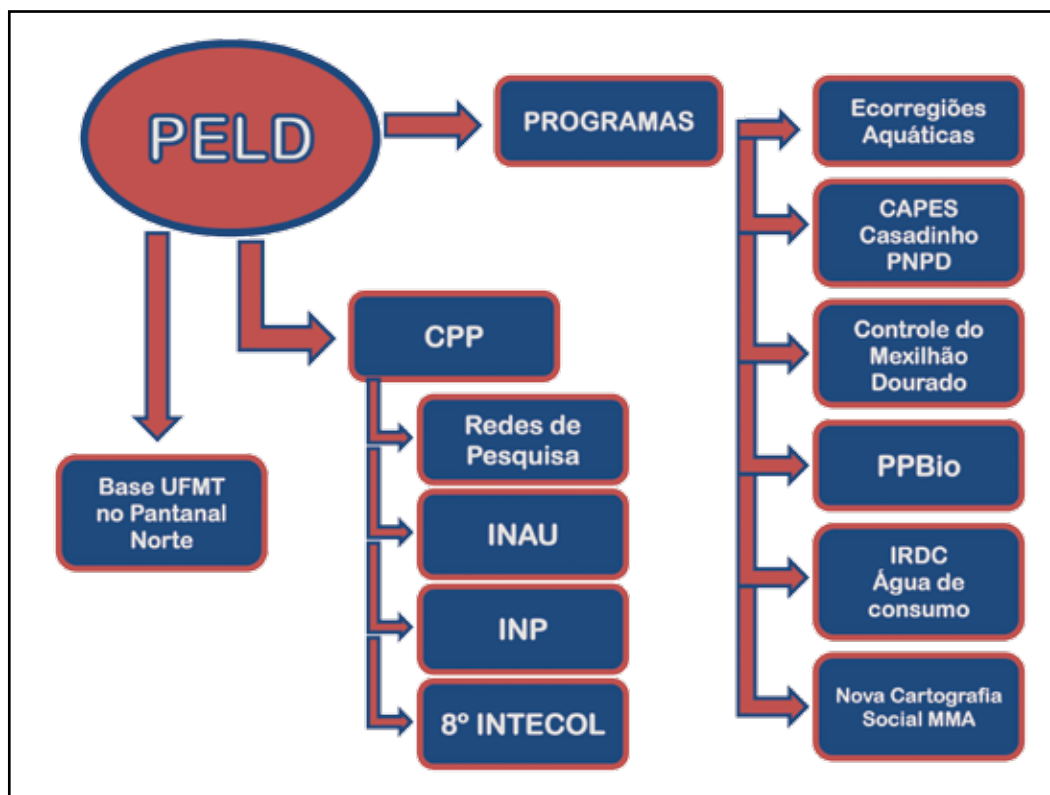 PELD
PROGRAMAS
Ecorregiões
Aquáticas
CAPES
Casadinho
PNPD
Controle do
Mexilhão
Dourado
PPBio
IRDC
Água de
consumo
Nova Cartografia
Social MMA
CPP
Redes de
Pesquisa
INAU
INP
8º INTECOL
Base UFMT
no Pantanal
Norte